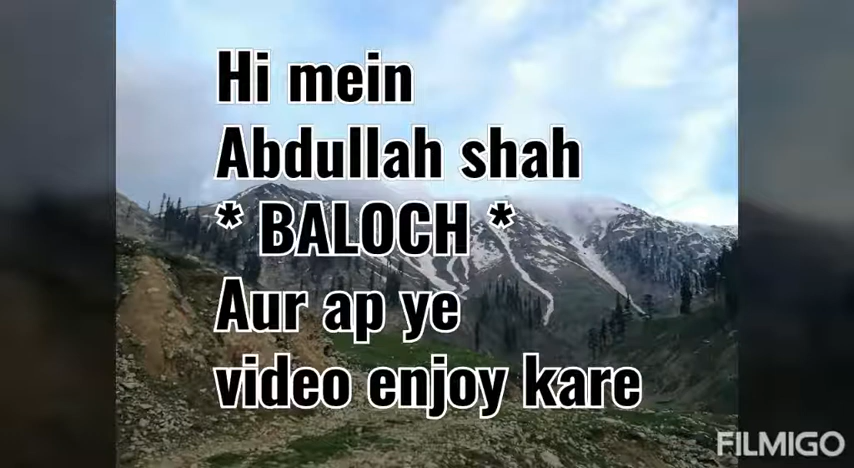 Hi mein
Abdullah shah
* BALOCH *
Aur ap ye
video enjoy kare
FILMIGO